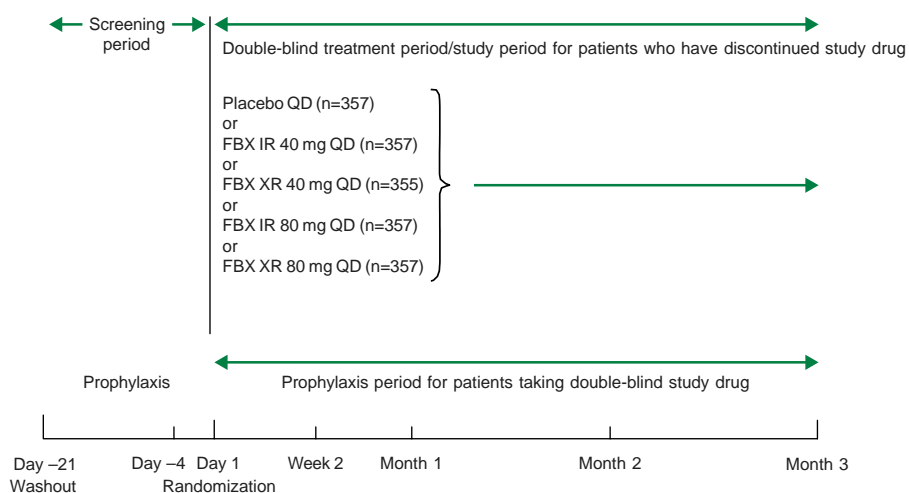 Screening
period
Double-blind treatment period/study period for patients who have discontinued study drug
Placebo QD (n=357)
or
FBX IR 40 mg QD (n=357)
or
FBX XR 40 mg QD (n=355)
or
FBX IR 80 mg QD (n=357)
or
FBX XR 80 mg QD (n=357)
Prophylaxis
Prophylaxis period for patients taking double-blind study drug
Day –21
Washout
Day –4
Day 1
Randomization
Week 2
Month 1
Month 2
Month 3